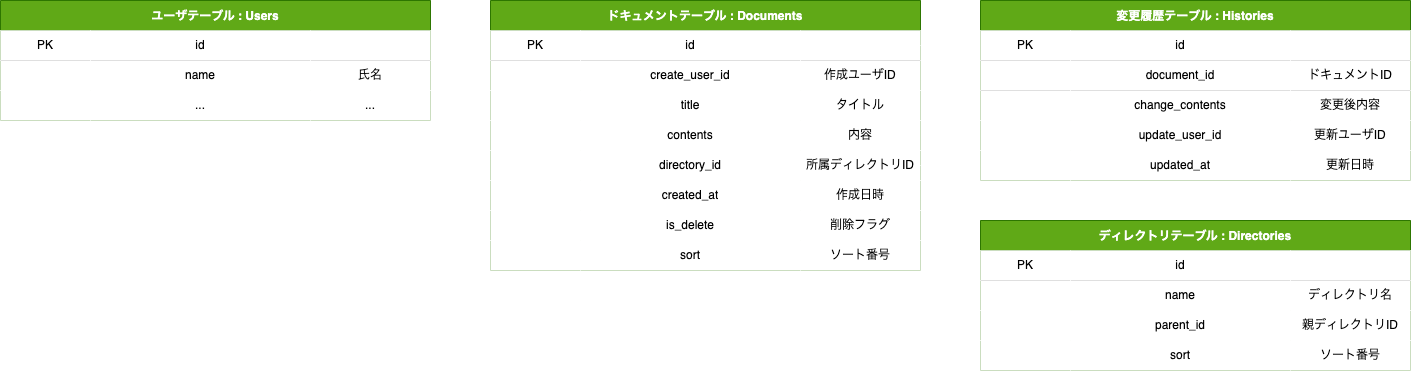 ユーザテーブル : Users
PK id
name 氏名
... ...
ドキュメントテーブル : Documents
PK id
create_user_id 作成ユーザID
title タイトル
contents 内容
directory_id 所属ディレクトリID
created_at 作成日時
is_delete 削除フラグ
sort ソート番号
変更履歴テーブル : Histories
PK id
document_id ドキュメントID
change_contents 変更後内容
update_user_id 更新ユーザID
updated_at 更新日時
ディレクトリテーブル : Directories
PK id
name ディレクトリ名
parent_id 親ディレクトリID
sort ソート番号